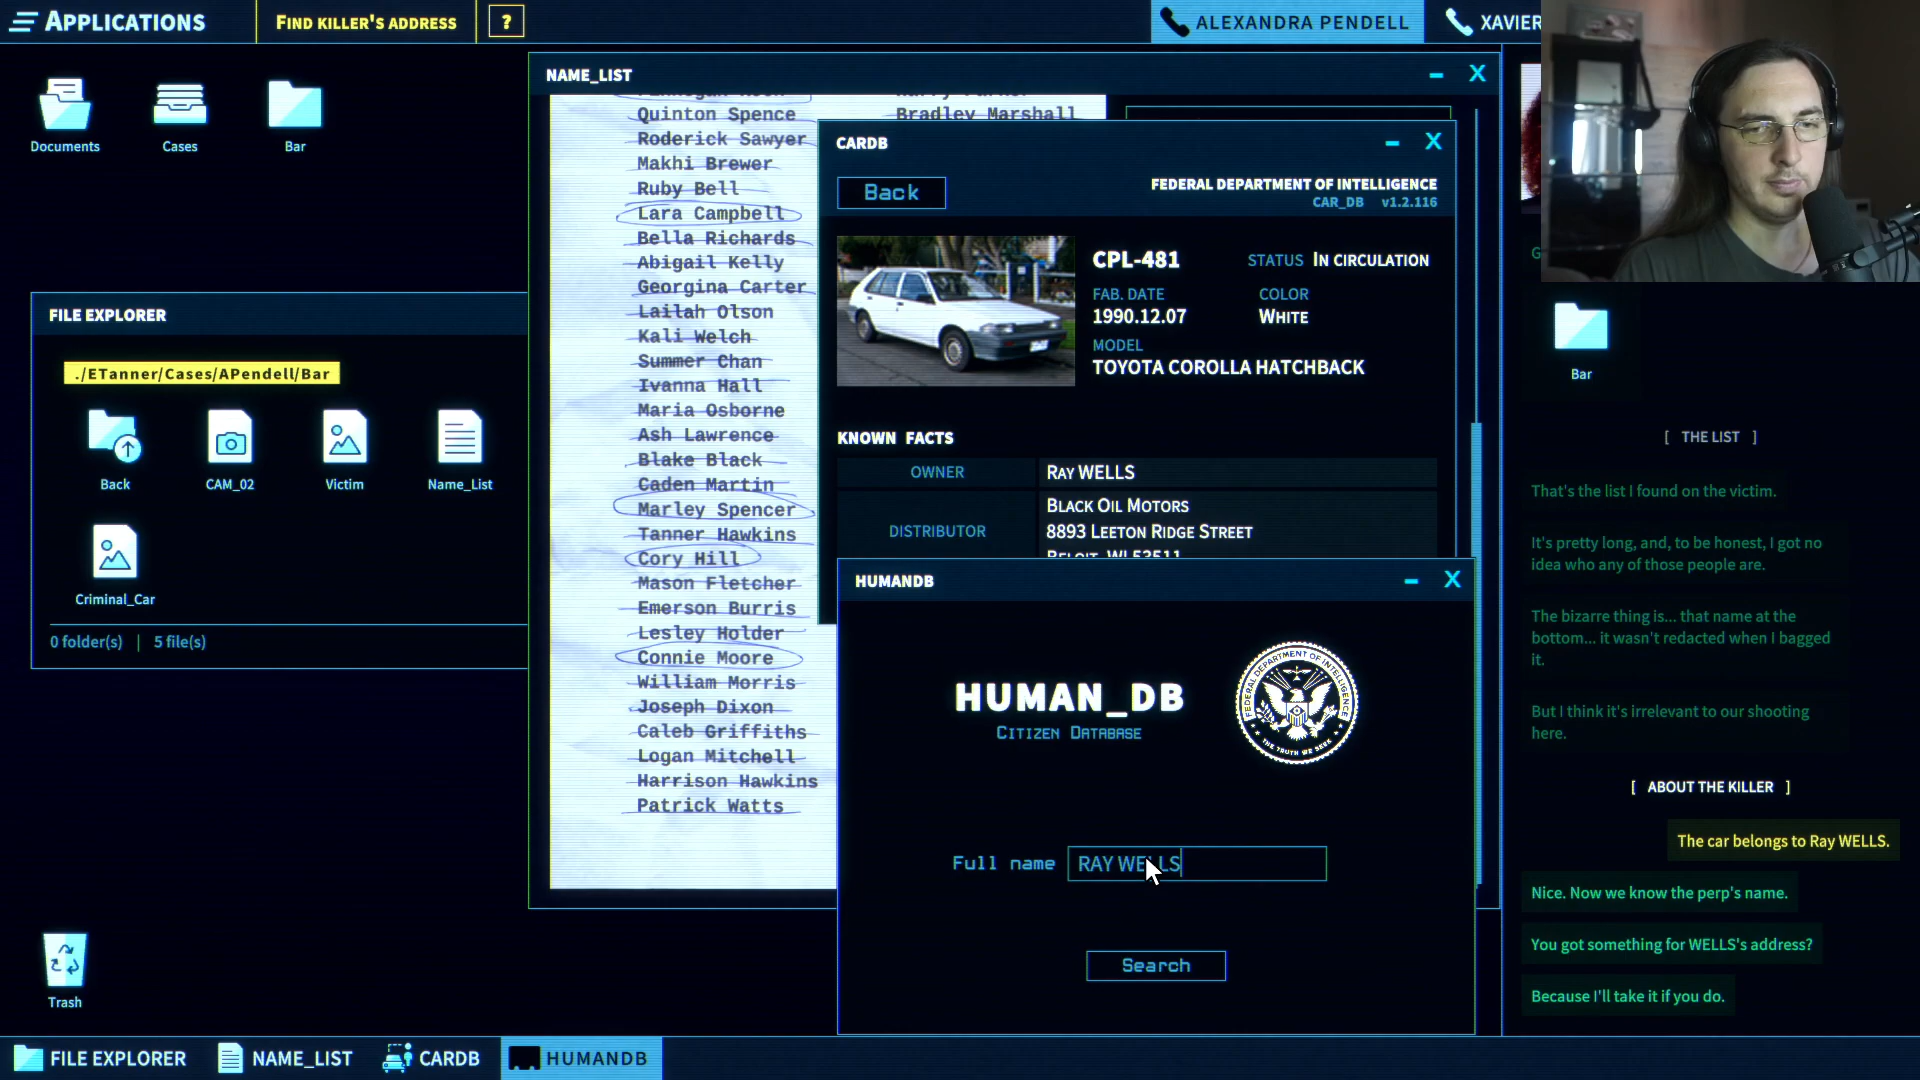 APPLICATIONS
FIND KILLER'S ADDRESS
?
ALEXANDRA PENDELL
XAVIER
Documents
Cases
Bar
NAME_LIST
Quinton Spence
Roderick Sawyer
Makhi Brewer
Ruby Bell
Lara Campbell
Bella Richards
Abigail Kelly
Georgina Carter
Lailah Olson
Kali Welch
Summer Chan
Ivanna Hall
Maria Osborne
Ash Lawrence
Blake Black
Caden Martin
Marley Spencer
Tanner Hawkins
Cory Hill
Mason Fletcher
Emerson Burris
Lesley Holder
Connie Moore
William Morris
Joseph Dixon
Caleb Griffiths
Logan Mitchell
Harrison Hawkins
Patrick Watts
Bradley Marshall
FILE EXPLORER
./ETanner/Cases/APendell/Bar
Back
CAM_02
Victim
Name_List
Criminal_Car
0 folder(s) | 5 file(s)
CARDB
Back
FEDERAL DEPARTMENT OF INTELLIGENCE
CAR_DB v1.2.116
CPL-481
STATUS IN CIRCULATION
FAB. DATE
1990.12.07
COLOR
WHITE
MODEL
TOYOTA COROLLA HATCHBACK
KNOWN FACTS
OWNER
RAY WELLS
DISTRIBUTOR
BLACK OIL MOTORS
8893 LEETON RIDGE STREET
BELOIT, WI 53511
HUMANDB
HUMAN_DB
CITIZEN DATABASE
FEDERAL DEPARTMENT OF INTELLIGENCE
THE TRUTH WE SEEK
Full name
RAY WELLS
Search
Bar
[ THE LIST ]
That's the list I found on the victim.
It's pretty long, and, to be honest, I got no
idea who any of those people are.
The bizarre thing is... that name at the
bottom... it wasn't redacted when I bagged
it.
But I think it's irrelevant to our shooting
here.
[ ABOUT THE KILLER ]
The car belongs to Ray WELLS.
Nice. Now we know the perp's name.
You got something for WELLS's address?
Because I'll take it if you do.
Trash
FILE EXPLORER
NAME_LIST
CARDB
HUMANDB